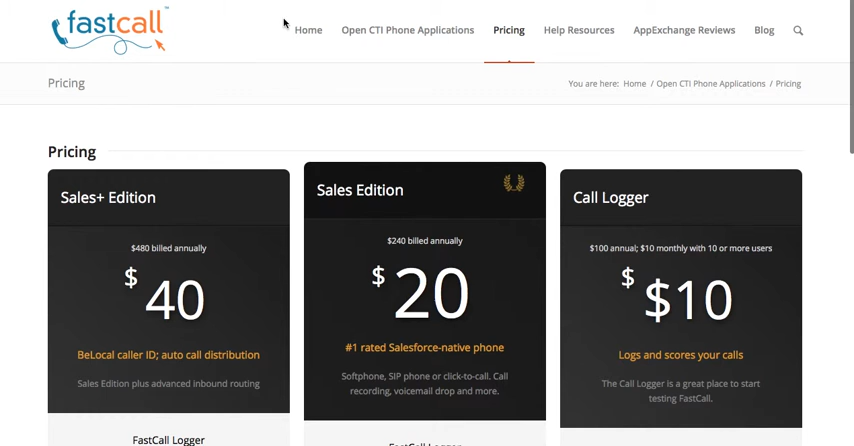 fastcall™
Home Open CTI Phone Applications Pricing Help Resources AppExchange Reviews Blog
Pricing
You are here: Home / Open CTI Phone Applications / Pricing
Pricing
Sales+ Edition
$480 billed annually
$ 40
BeLocal caller ID; auto call distribution
Sales Edition plus advanced inbound routing
FastCall Logger
Sales Edition
$240 billed annually
$ 20
#1 rated Salesforce-native phone
Softphone, SIP phone or click-to-call. Call
recording, voicemail drop and more.
FastCall Logger
Call Logger
$100 annual; $10 monthly with 10 or more users
$ $10
Logs and scores your calls
The Call Logger is a great place to start
testing FastCall.